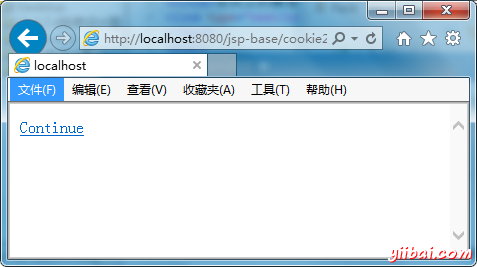 http://localhost:8080/jsp-base/cookie2
localhost
文件(F) 编辑(E) 查看(V) 收藏夹(A) 工具(T) 帮助(H)
Continue
yiibai.com